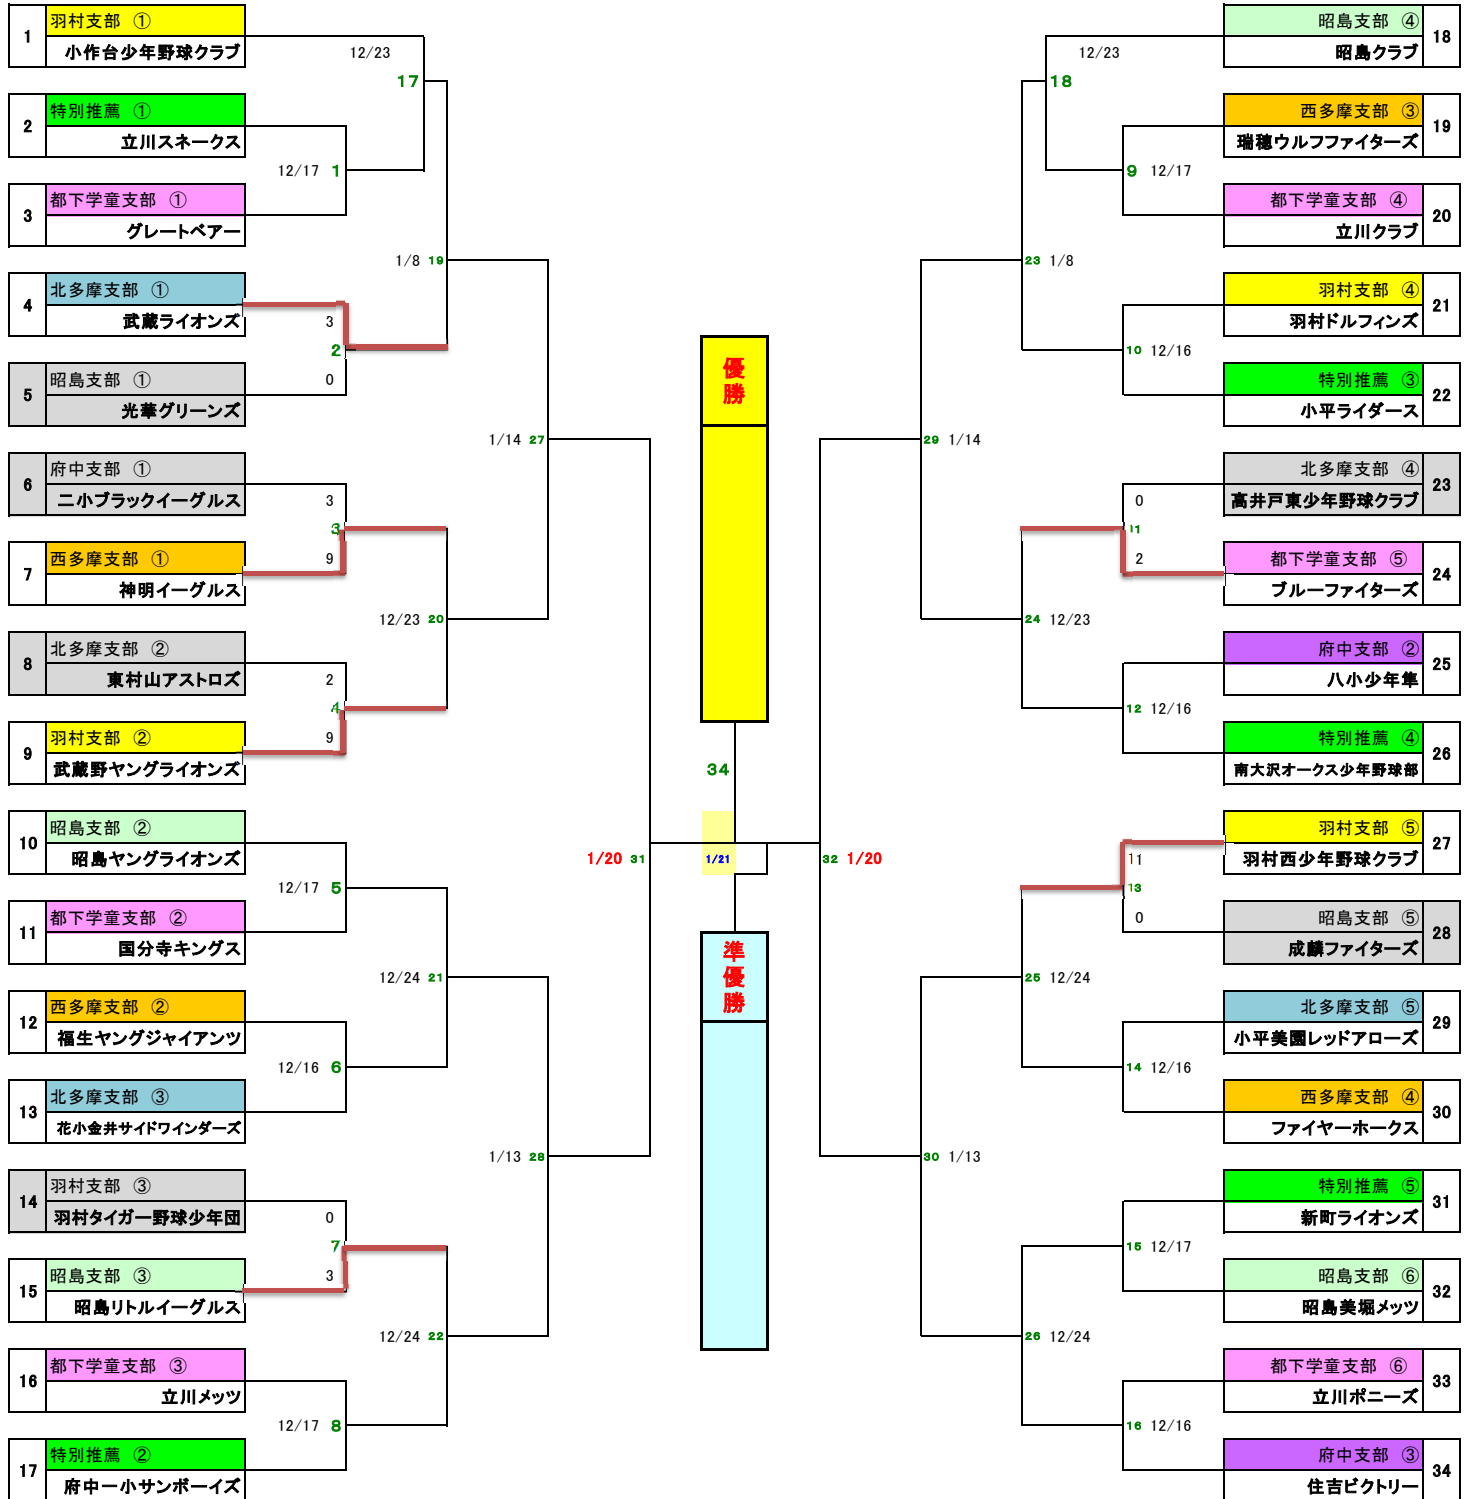 1
羽村支部 ①
小作台少年野球クラブ
12/23
17
2
特別推薦 ①
立川スネークス
12/17 1
3
都下学童支部 ①
グレートベアー
1/8 19
4
北多摩支部 ①
武蔵ライオンズ
3
2
0
5
昭島支部 ①
光華グリーンズ
1/14 27
6
府中支部 ①
二小ブラックイーグルス
3
3
9
7
西多摩支部 ①
神明イーグルス
12/23 20
8
北多摩支部 ②
東村山アストロズ
2
4
9
9
羽村支部 ②
武蔵野ヤングライオンズ
10
昭島支部 ②
昭島ヤングライオンズ
1/20 31
12/17 5
11
都下学童支部 ②
国分寺キングス
12/24 21
12
西多摩支部 ②
福生ヤングジャイアンツ
12/16 6
13
北多摩支部 ③
花小金井サイドワインダーズ
1/13 28
14
羽村支部 ③
羽村タイガー野球少年団
0
7
3
15
昭島支部 ③
昭島リトルイーグルス
12/24 22
16
都下学童支部 ③
立川メッツ
12/17 8
17
特別推薦 ②
府中一小サンボーイズ
優勝
34
1/21
準優勝
昭島支部 ④
18
昭島クラブ
12/23
18
西多摩支部 ③
19
瑞穂ウルフファイターズ
9 12/17
都下学童支部 ④
20
立川クラブ
23 1/8
羽村支部 ④
21
羽村ドルフィンズ
10 12/16
特別推薦 ③
22
小平ライダース
29 1/14
北多摩支部 ④
23
高井戸東少年野球クラブ
0
11
2
都下学童支部 ⑤
24
ブルーファイターズ
24 12/23
府中支部 ②
25
八小少年隼
12 12/16
特別推薦 ④
26
南大沢オークス少年野球部
羽村支部 ⑤
27
羽村西少年野球クラブ
32 1/20
11
13
0
昭島支部 ⑤
28
成麟ファイターズ
25 12/24
北多摩支部 ⑤
29
小平美園レッドアローズ
14 12/16
西多摩支部 ④
30
ファイヤーホークス
30 1/13
特別推薦 ⑤
31
新町ライオンズ
15 12/17
昭島支部 ⑥
32
昭島美堀メッツ
26 12/24
都下学童支部 ⑥
33
立川ポニーズ
16 12/16
府中支部 ③
34
住吉ビクトリー